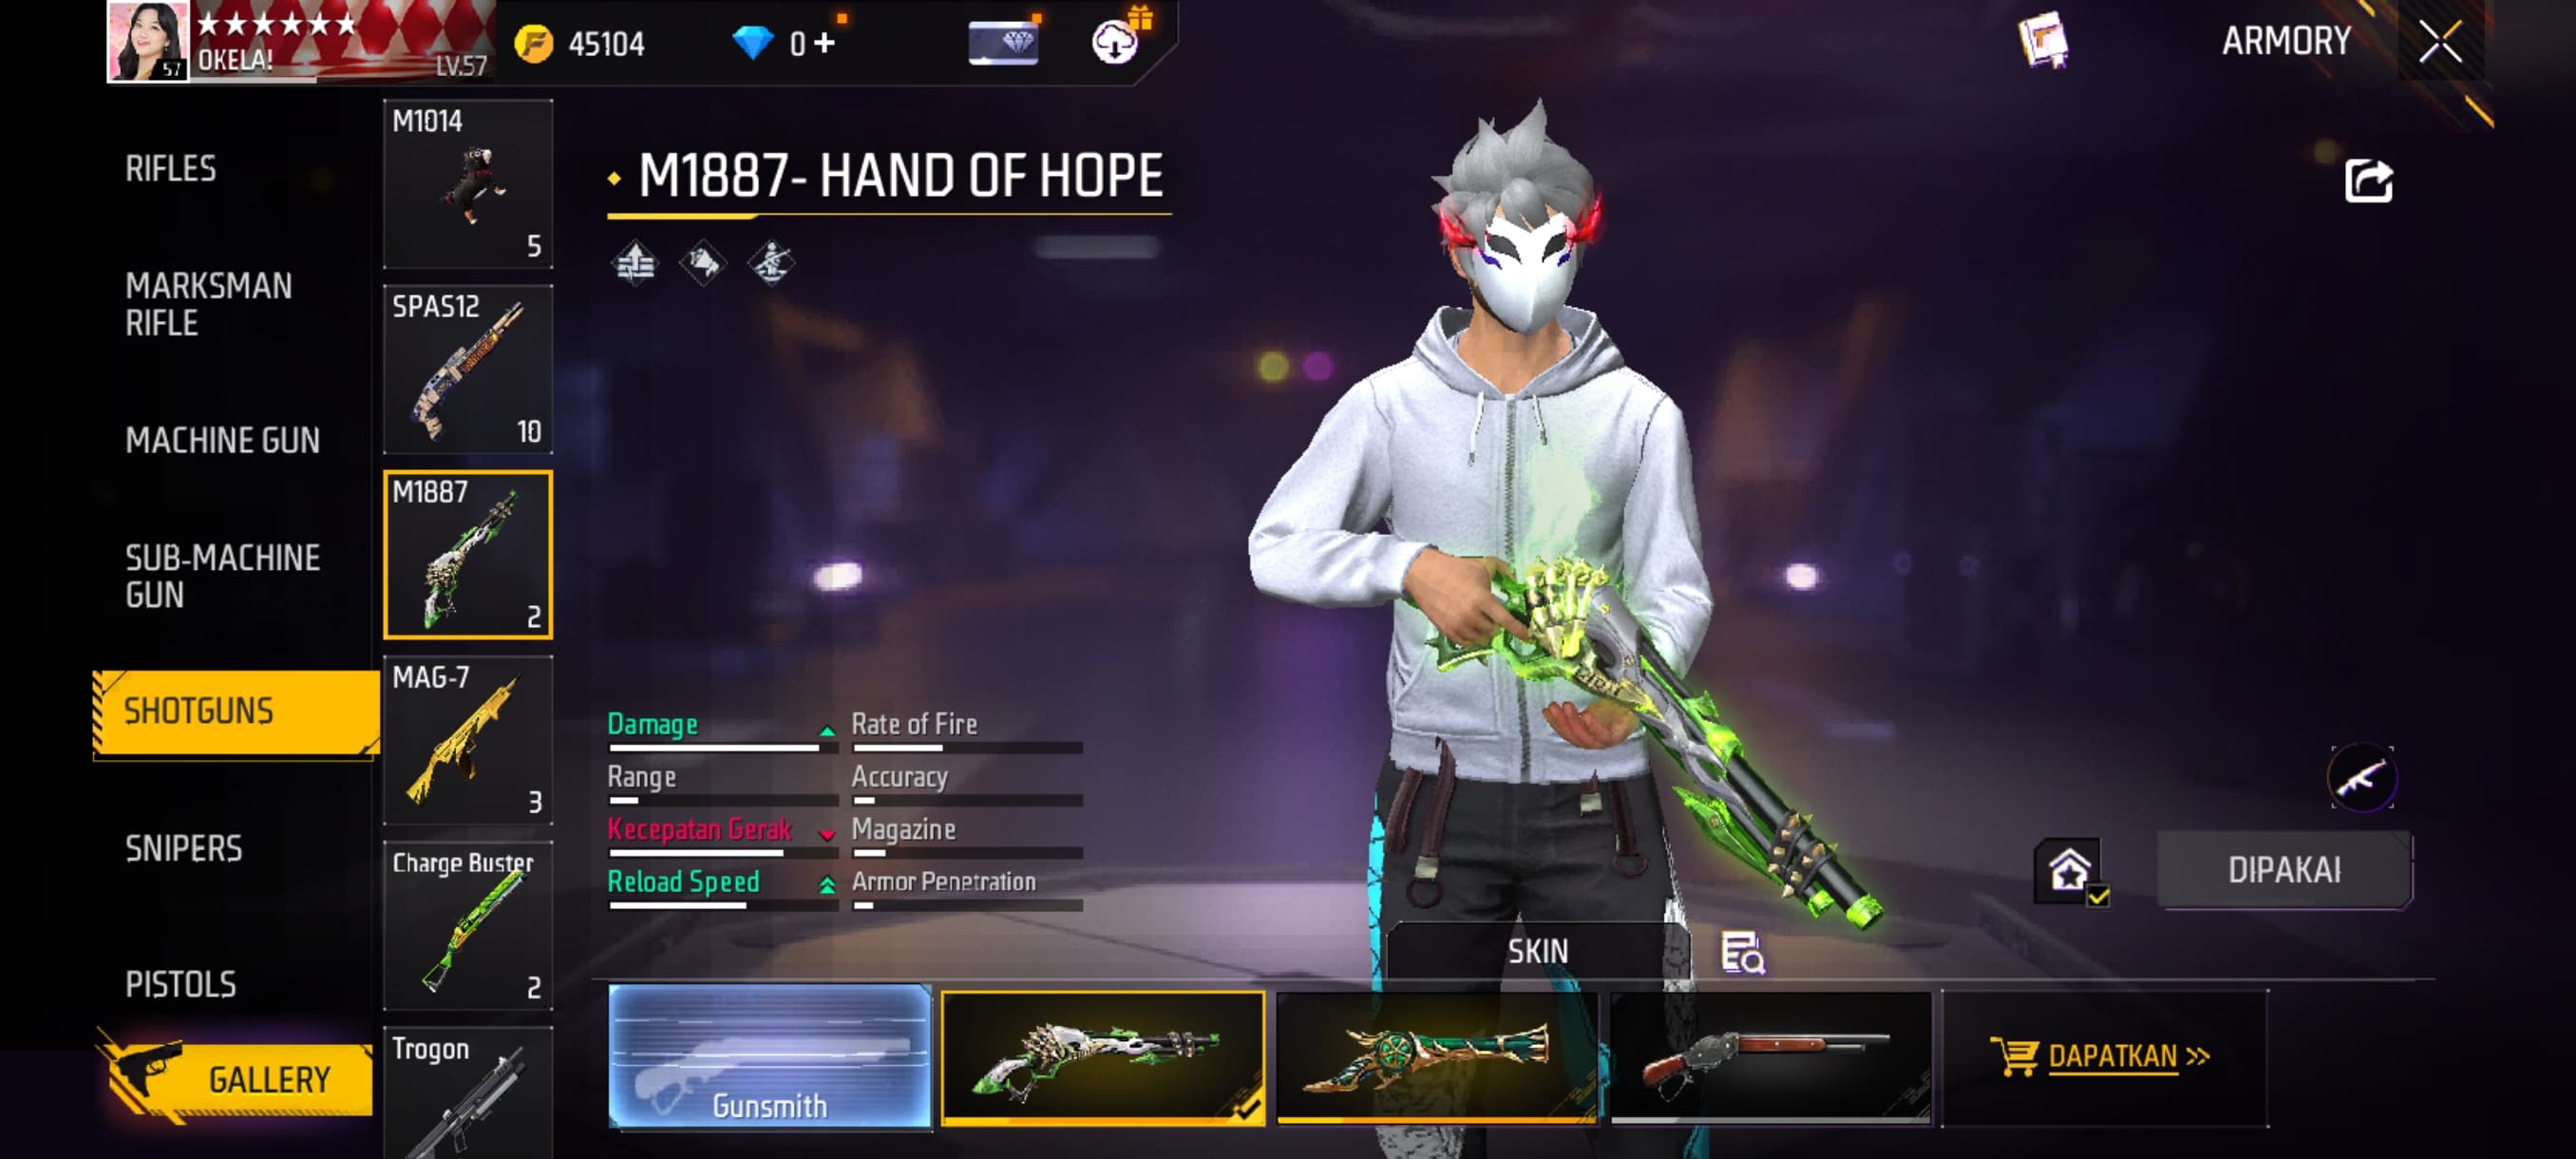 OKELA!
57
LV.57
45104
0 +
ARMORY
RIFLES
MARKSMAN
RIFLE
MACHINE GUN
SUB-MACHINE
GUN
SHOTGUNS
SNIPERS
PISTOLS
GALLERY
M1014
5
SPAS12
10
M1887
2
MAG-7
3
Charge Buster
2
Trogon
M1887- HAND OF HOPE
Damage
Rate of Fire
Range
Accuracy
Kecepatan Gerak
Magazine
Reload Speed
Armor Penetration
DIPAKAI
SKIN
Gunsmith
DAPATKAN >>